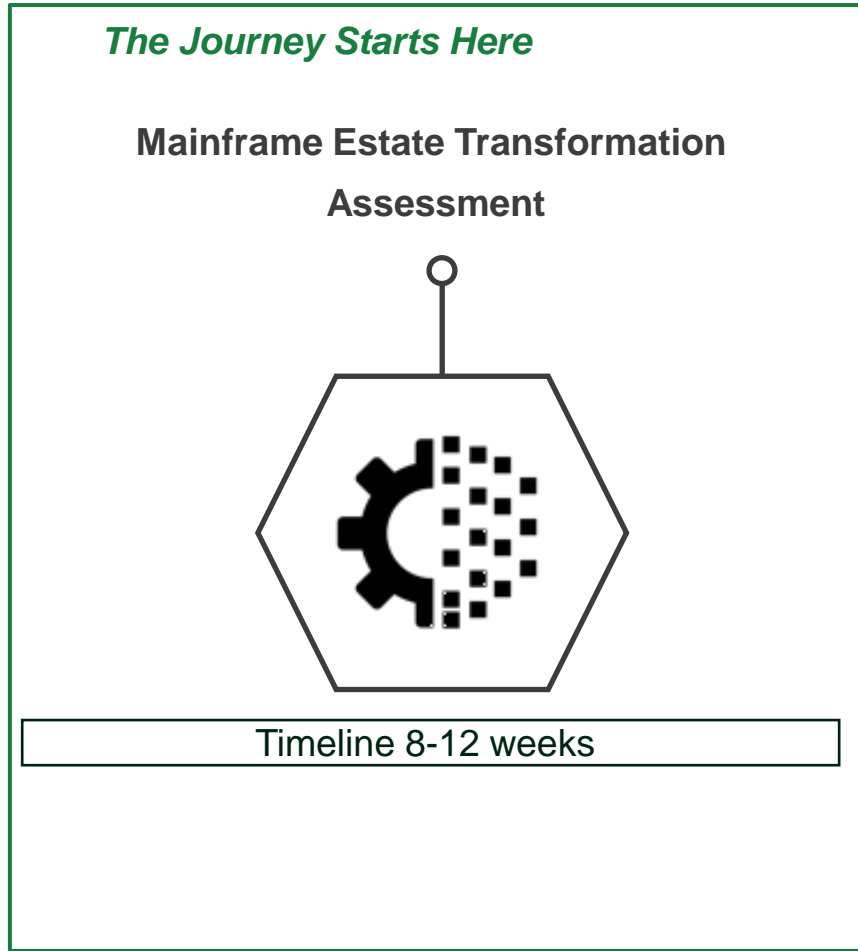 The Journey Starts Here
Mainframe Estate Transformation
Assessment
Timeline 8-12 weeks